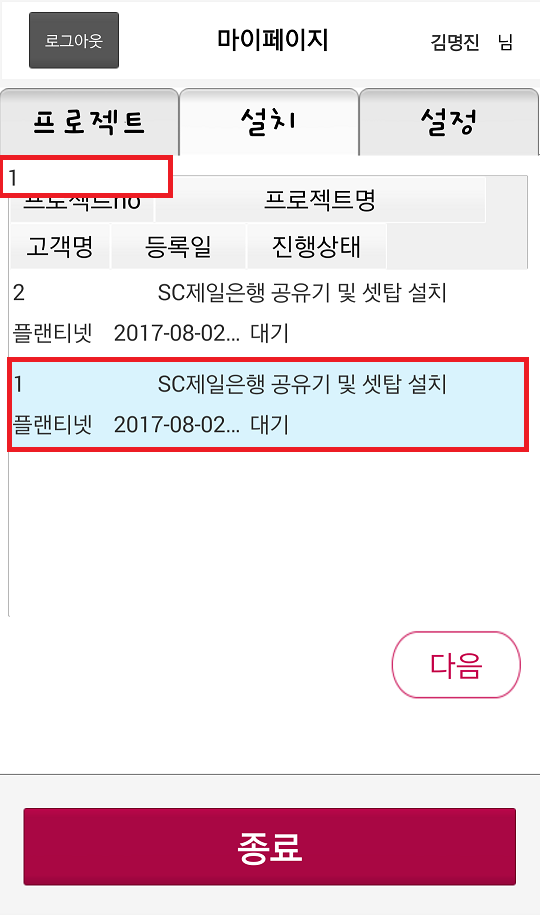 로그아웃 마이페이지 김명진 님
프로젝트 설치 설정
1
프로젝트no 프로젝트명
고객명 등록일 진행상태
2 SC제일은행 공유기 및 셋탑 설치
플랜티넷 2017-08-02... 대기
1 SC제일은행 공유기 및 셋탑 설치
플랜티넷 2017-08-02... 대기
다음
종료